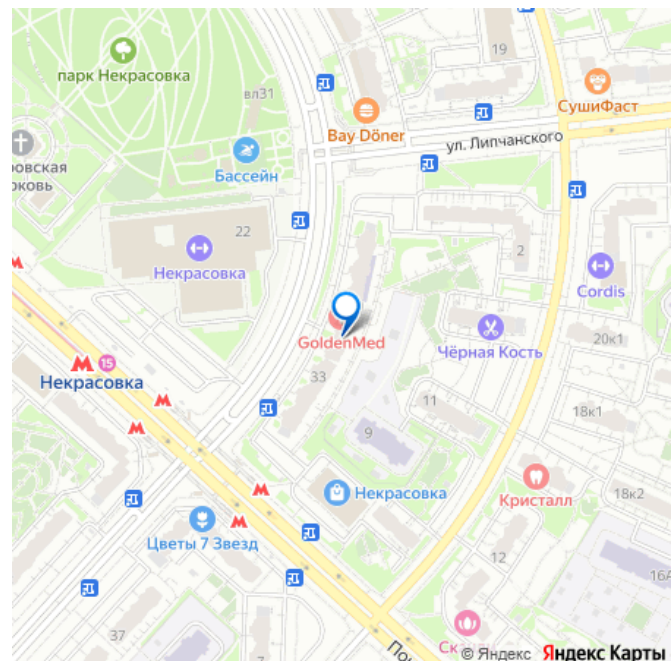 19
СушиФаст
парк Некрасовка
вл31
Bay Döner
ул. Липчанского
Бассейн
22
Некрасовка
2
Cordis
GoldenMed
Чёрная Кость
20к1
15
Некрасовка
33
11
18к1
9
Некрасовка
Кристалл
18к2
Цветы 7 Звезд
12
16А
37
© Яндекс Яндекс Карты